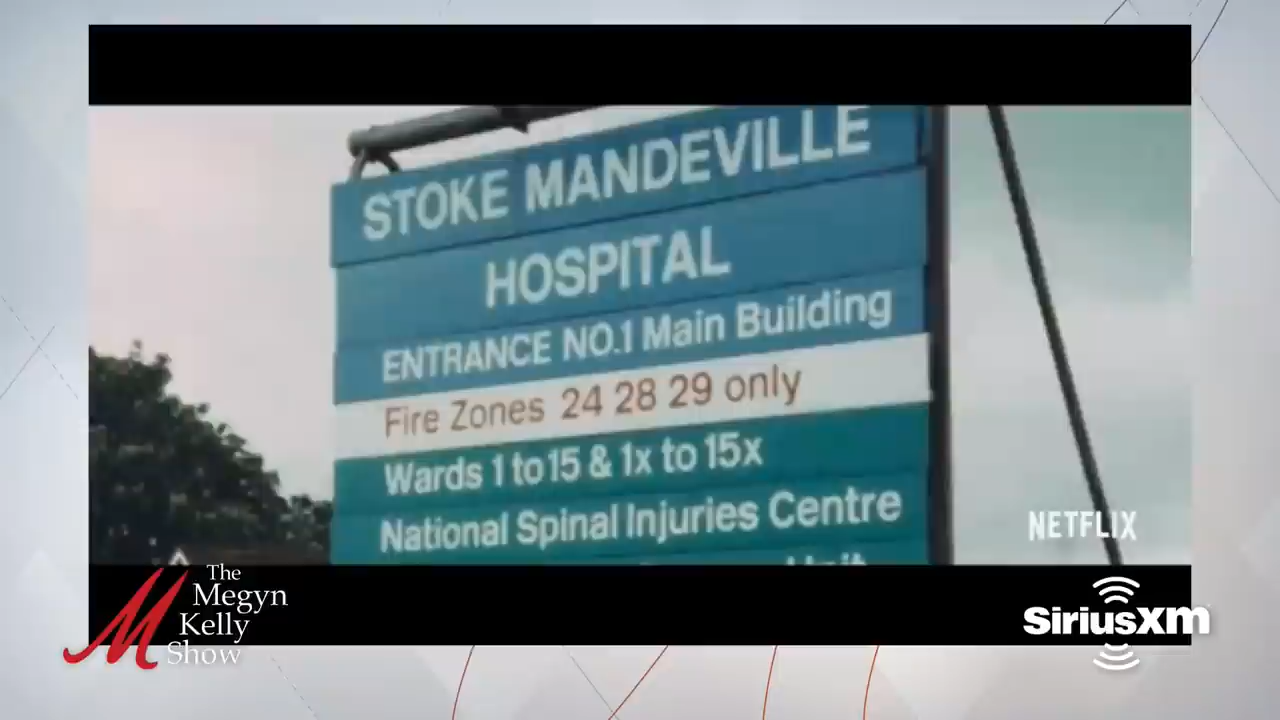 STOKE MANDEVILLE
HOSPITAL
ENTRANCE NO.1 Main Building
Fire Zones 24 28 29 only
Wards 1 to 15 & 1x to 15x
National Spinal Injuries Centre
Unit
NETFLIX
The
Megyn
Kelly
Show
SiriusXM